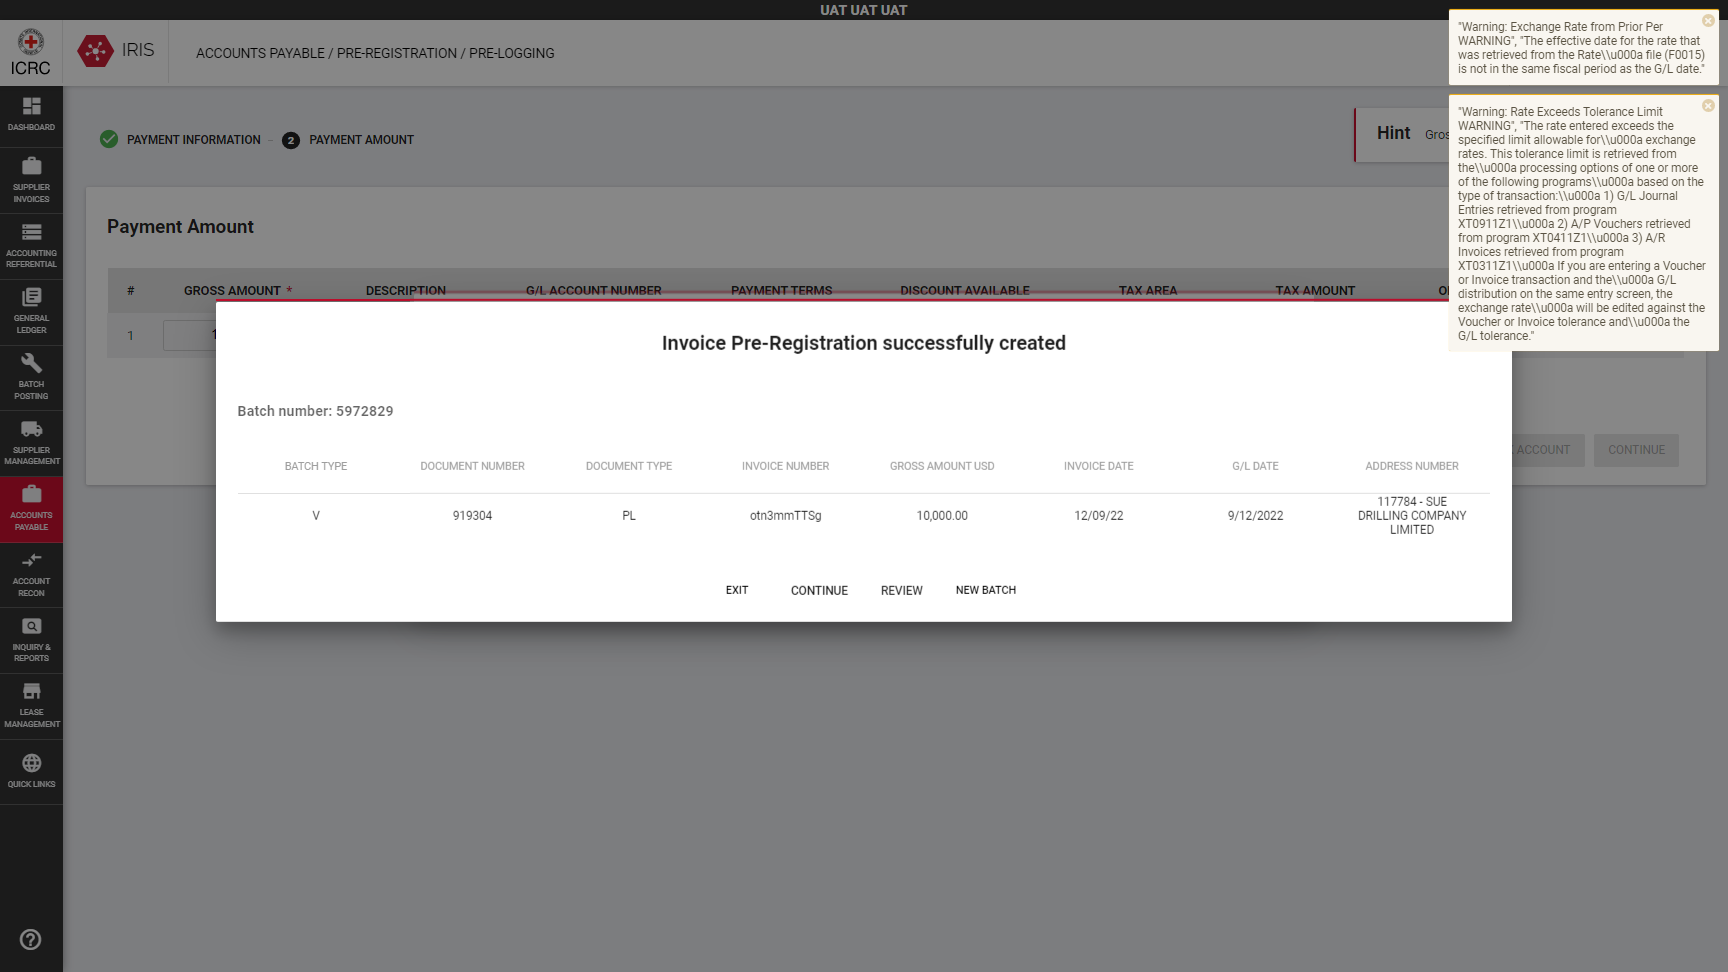 UAT UAT UAT
ICRC
IRIS
ACCOUNTS PAYABLE / PRE-REGISTRATION / PRE-LOGGING
"Warning: Exchange Rate from Prior Per
WARNING", "The effective date for the rate that
was retrieved from the Rate\\u000a file (F0015)
is not in the same fiscal period as the G/L date."
"Warning: Rate Exceeds Tolerance Limit
WARNING", "The rate entered exceeds the
specified limit allowable for\\u000a exchange
rates. This tolerance limit is retrieved from
the\\u000a processing options of one or more
of the following programs\\u000a based on the
type of transaction:\\u000a 1) G/L Journal
Entries retrieved from program
XT0911Z1\\u000a 2) A/P Vouchers retrieved
from program XT0411Z1\\u000a 3) A/R
Invoices retrieved from program
XT0311Z1\\u000a If you are entering a Voucher
or Invoice transaction and the\\u000a G/L
distribution on the same entry screen, the
exchange rate\\u000a will be edited against the
Voucher or Invoice tolerance and\\u000a the
G/L tolerance."
DASHBOARD
SUPPLIER
INVOICES
ACCOUNTING
REFERENTIAL
GENERAL
LEDGER
BATCH
POSTING
SUPPLIER
MANAGEMENT
ACCOUNTS
PAYABLE
ACCOUNT
RECON
INQUIRY &
REPORTS
LEASE
MANAGEMENT
QUICK LINKS
PAYMENT INFORMATION
2 PAYMENT AMOUNT
Hint
Payment Amount
# GROSS AMOUNT * DESCRIPTION G/L ACCOUNT NUMBER PAYMENT TERMS DISCOUNT AVAILABLE TAX AREA TAX AMOUNT
1
ACCOUNT CONTINUE
Invoice Pre-Registration successfully created
Batch number: 5972829
BATCH TYPE DOCUMENT NUMBER DOCUMENT TYPE INVOICE NUMBER GROSS AMOUNT USD INVOICE DATE G/L DATE ADDRESS NUMBER
V 919304 PL otn3mmTTSg 10,000.00 12/09/22 9/12/2022 117784 - SUE
DRILLING COMPANY
LIMITED
EXIT CONTINUE REVIEW NEW BATCH